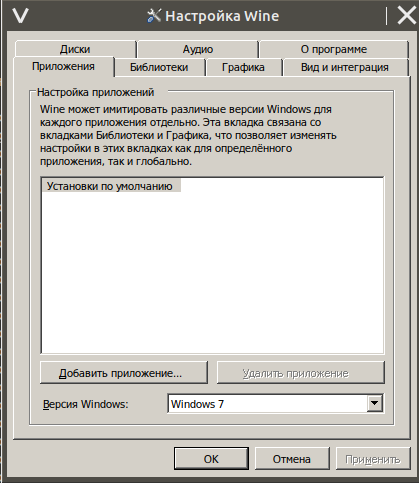 Настройка Wine
Диски
Аудио
О программе
Приложения
Библиотеки
Графика
Вид и интеграция
Настройка приложений
Wine может имитировать различные версии Windows для
каждого приложения отдельно. Эта вкладка связана со
вкладками Библиотеки и Графика, что позволяет изменять
настройки в этих вкладках как для определённого
приложения, так и глобально.
Установки по умолчанию
Добавить приложение...
Удалить приложение
Версия Windows:
Windows 7
OK
Отмена
Применить